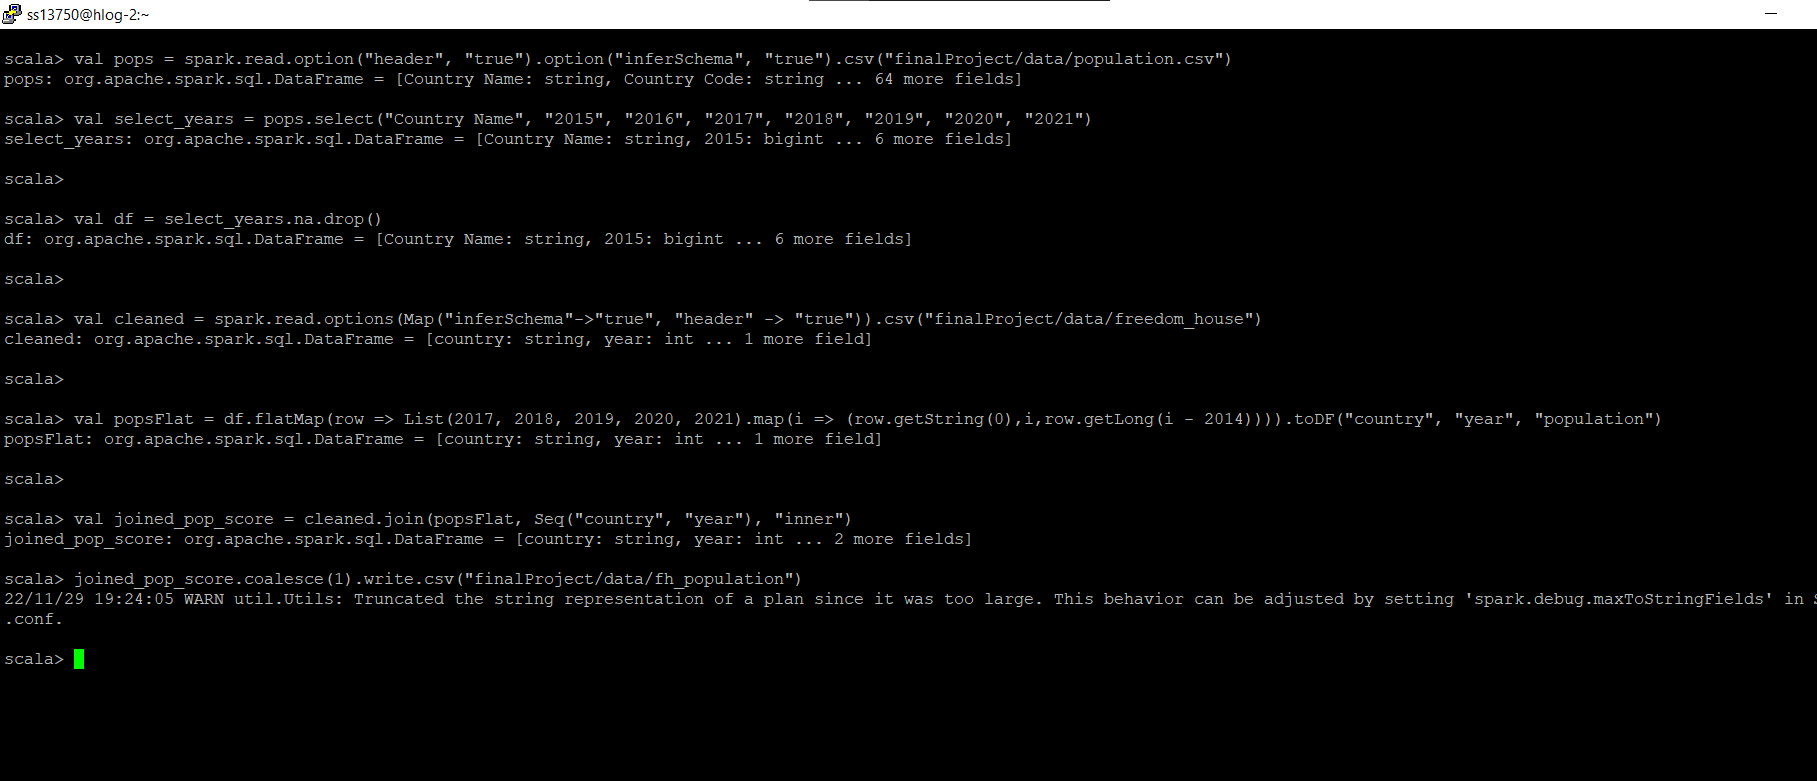 ss13750@hlog-2:~
scala> val pops = spark.read.option("header", "true").option("inferSchema", "true").csv("finalProject/data/population.csv")
pops: org.apache.spark.sql.DataFrame = [Country Name: string, Country Code: string ... 64 more fields]
scala> val select_years = pops.select("Country Name", "2015", "2016", "2017", "2018", "2019", "2020", "2021")
select_years: org.apache.spark.sql.DataFrame = [Country Name: string, 2015: bigint ... 6 more fields]
scala>
scala> val df = select_years.na.drop()
df: org.apache.spark.sql.DataFrame = [Country Name: string, 2015: bigint ... 6 more fields]
scala>
scala> val cleaned = spark.read.options(Map("inferSchema"->"true", "header" -> "true")).csv("finalProject/data/freedom_house")
cleaned: org.apache.spark.sql.DataFrame = [country: string, year: int ... 1 more field]
scala>
scala> val popsFlat = df.flatMap(row => List(2017, 2018, 2019, 2020, 2021).map(i => (row.getString(0),i,row.getLong(i - 2014)))).toDF("country", "year", "population")
popsFlat: org.apache.spark.sql.DataFrame = [country: string, year: int ... 1 more field]
scala>
scala> val joined_pop_score = cleaned.join(popsFlat, Seq("country", "year"), "inner")
joined_pop_score: org.apache.spark.sql.DataFrame = [country: string, year: int ... 2 more fields]
scala> joined_pop_score.coalesce(1).write.csv("finalProject/data/fh_population")
22/11/29 19:24:05 WARN util.Utils: Truncated the string representation of a plan since it was too large. This behavior can be adjusted by setting 'spark.debug.maxToStringFields' in
.conf.
scala>